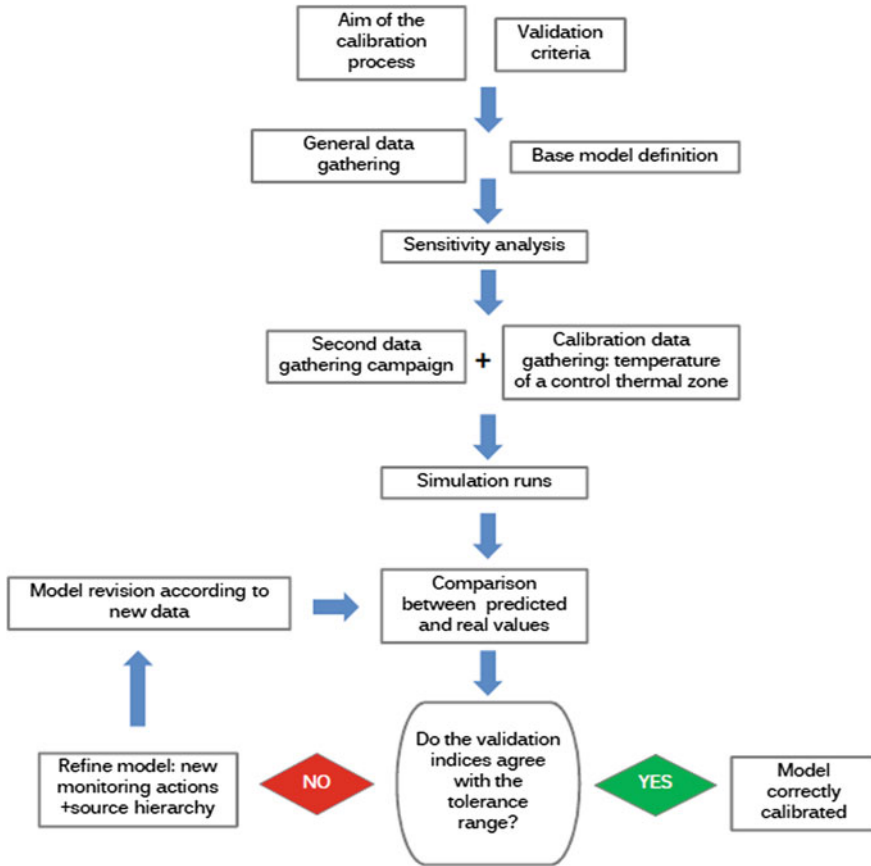 Aim of the
calibration
process
Validation
criteria
General data
gathering
Base model definition
Sensitivity analysis
Second data
gathering campaign
+
Calibration data
gathering: temperature
of a control thermal zone
Simulation runs
Model revision according to
new data
Comparison
between predicted
and real values
Refine model: new
monitoring actions
+source hierarchy
NO
Do the validation
indices agree
with the
tolerance
range?
YES
Model
correctly
calibrated